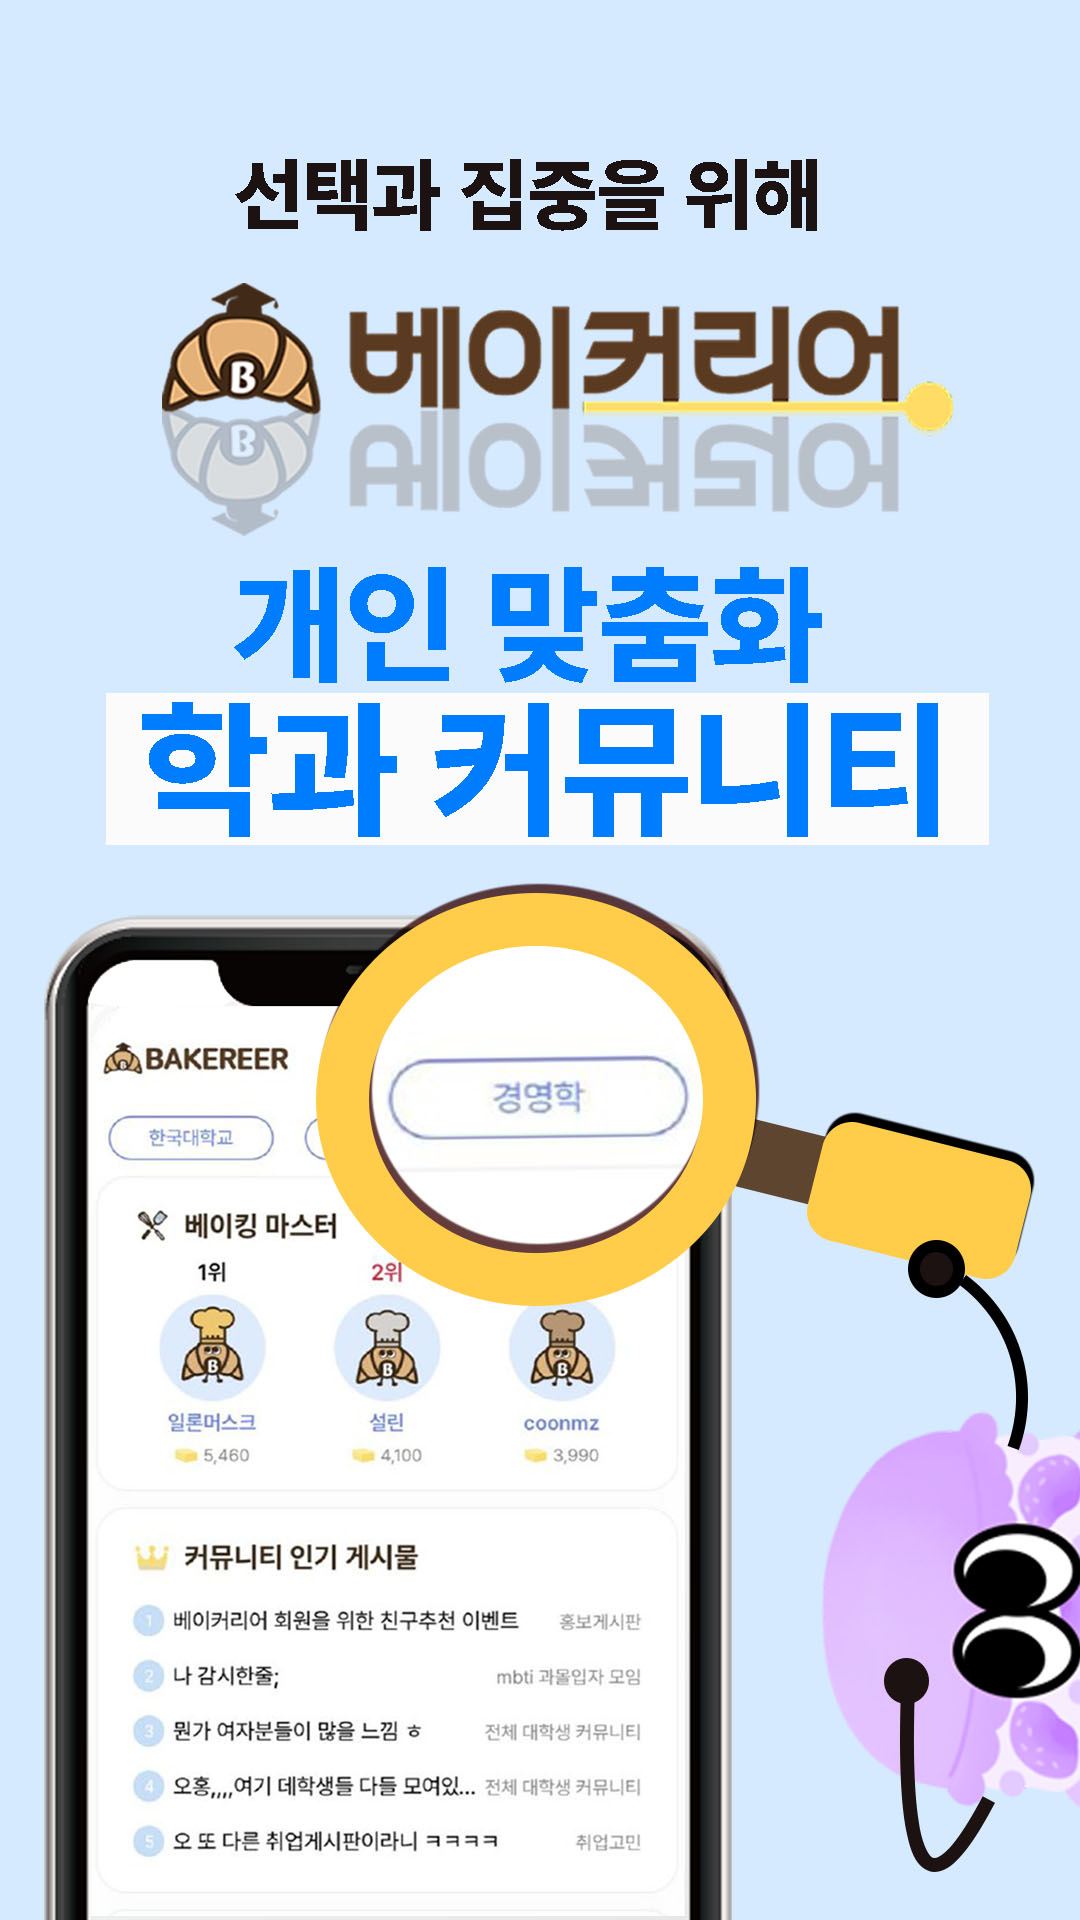 선택과 집중을 위해
B 베이커리어
개인 맞춤화
학과 커뮤니티
BAKEREER
한국대학교
경영학
베이킹 마스터
1위 2위
B B B
일론머스크 설린 coonmz
5,460 4,100 3,990
커뮤니티 인기 게시물
1 베이커리어 회원을 위한 친구추천 이벤트 홍보게시판
2 나 감시한줄; mbti 과몰입자 모임
3 뭔가 여자분들이 많을 느낌 ㅎ 전체 대학생 커뮤니티
4 오홍,,,,여기 데학생들 다들 모여있... 전체 대학생 커뮤니티
5 오 또 다른 취업게시판이라니 ㅋㅋㅋㅋ 취업고민